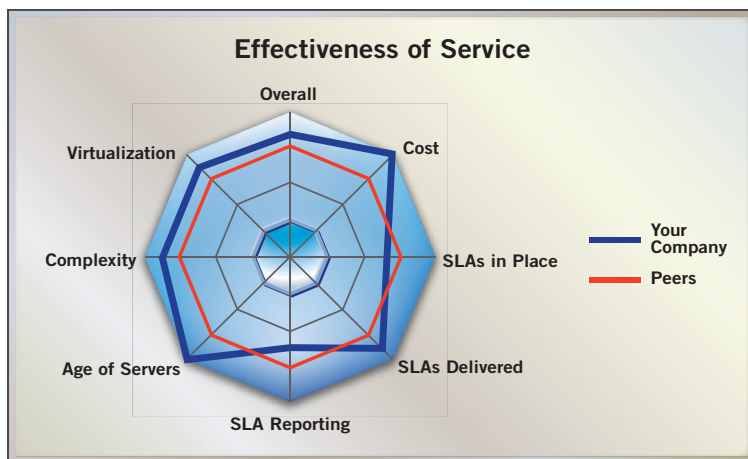 Effectiveness of Service
Overall
Virtualization
Cost
Complexity
SLAs in Place
Age of Servers
SLAs Delivered
SLA Reporting
Your
Company
Peers